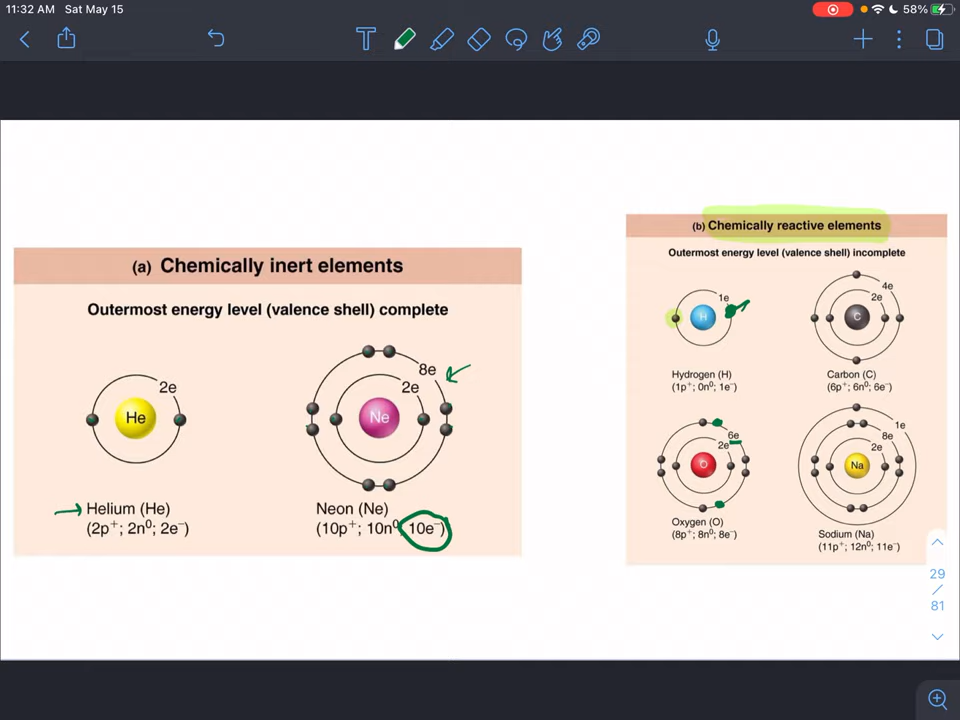 11:32 AM Sat May 15
58%
T
(a) Chemically inert elements
Outermost energy level (valence shell) complete
2e
He
Helium (He)
(2p⁺; 2n⁰; 2e⁻)
8e
2e
Ne
Neon (Ne)
(10p⁺; 10n⁰; 10e⁻)
(b) Chemically reactive elements
Outermost energy level (valence shell) incomplete
1e
H
Hydrogen (H)
(1p⁺; 0n⁰; 1e⁻)
4e
2e
C
Carbon (C)
(6p⁺; 6n⁰; 6e⁻)
6e
2e
O
Oxygen (O)
(8p⁺; 8n⁰; 8e⁻)
1e
8e
2e
Na
Sodium (Na)
(11p⁺; 12n⁰; 11e⁻)
29
/
81